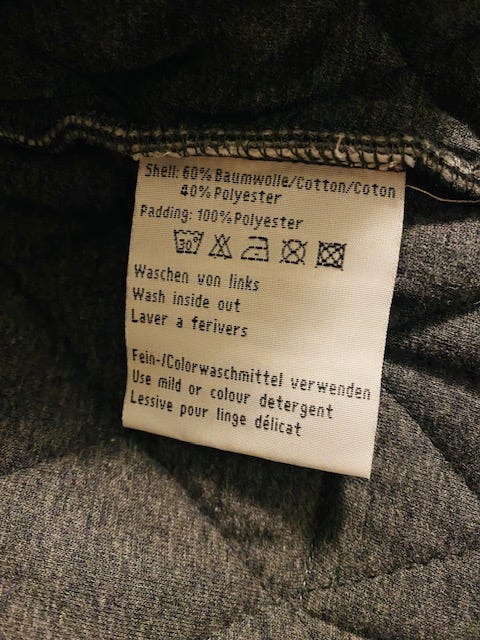 Shell: 60% Baumwolle/Cotton/Coton
40% Polyester
Padding: 100% Polyester
30°
Waschen von links
Wash inside out
Laver a ferivers
Fein-/Colorwaschmittel verwenden
Use mild or colour detergent
Lessive pour linge délicat